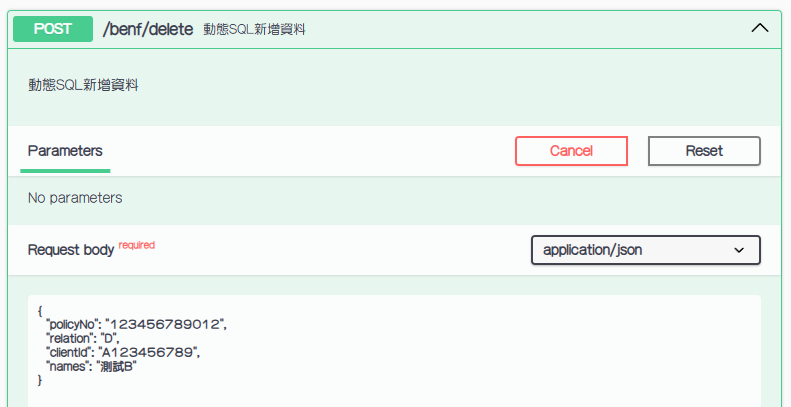 POST /benf/delete 動態SQL新增資料
動態SQL新增資料
Parameters Cancel Reset
No parameters
Request body required application/json
{
"policyNo": "123456789012",
"relation": "D",
"clientId": "A123456789",
"names": "測試B"
}